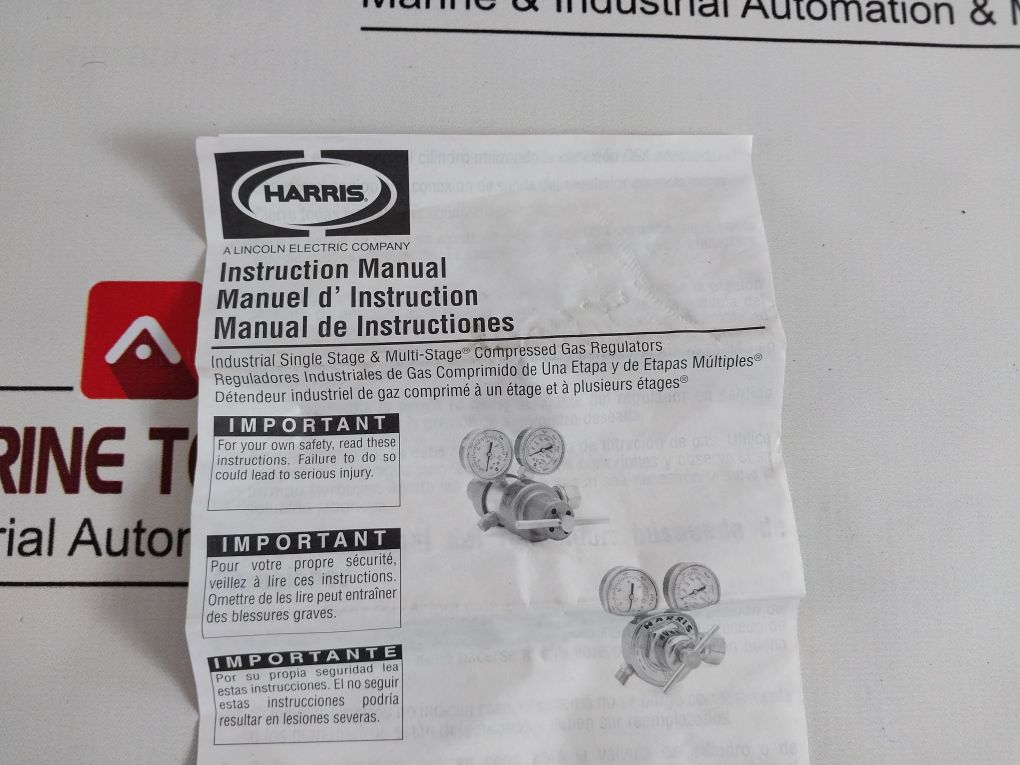 Marine & Industrial Automation &
HARRIS®
A LINCOLN ELECTRIC COMPANY
Instruction Manual
Manuel d' Instruction
Manual de Instructiones
Industrial Single Stage & Multi-Stage® Compressed Gas Regulators
Reguladores Industriales de Gas Comprimido de Una Etapa y de Etapas Múltiples®
Détendeur industriel de gaz comprimé à un étage et à plusieurs étages®
IMPORTANT
For your own safety, read these
instructions. Failure to do so
could lead to serious injury.
IMPORTANT
Pour votre propre sécurité,
veillez à lire ces instructions.
Omettre de les lire peut entraîner
des blessures graves.
IMPORTANTE
Por su propia seguridad lea
estas instrucciones. El no seguir
estas instrucciones podría
resultar en lesiones severas.
HARRIS
RINE T
rial Autor